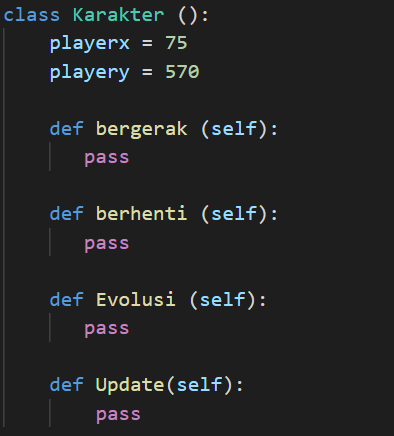 class Karakter ():
    playerx = 75
    playery = 570

    def bergerak (self):
        pass

    def berhenti (self):
        pass

    def Evolusi (self):
        pass

    def Update(self):
        pass